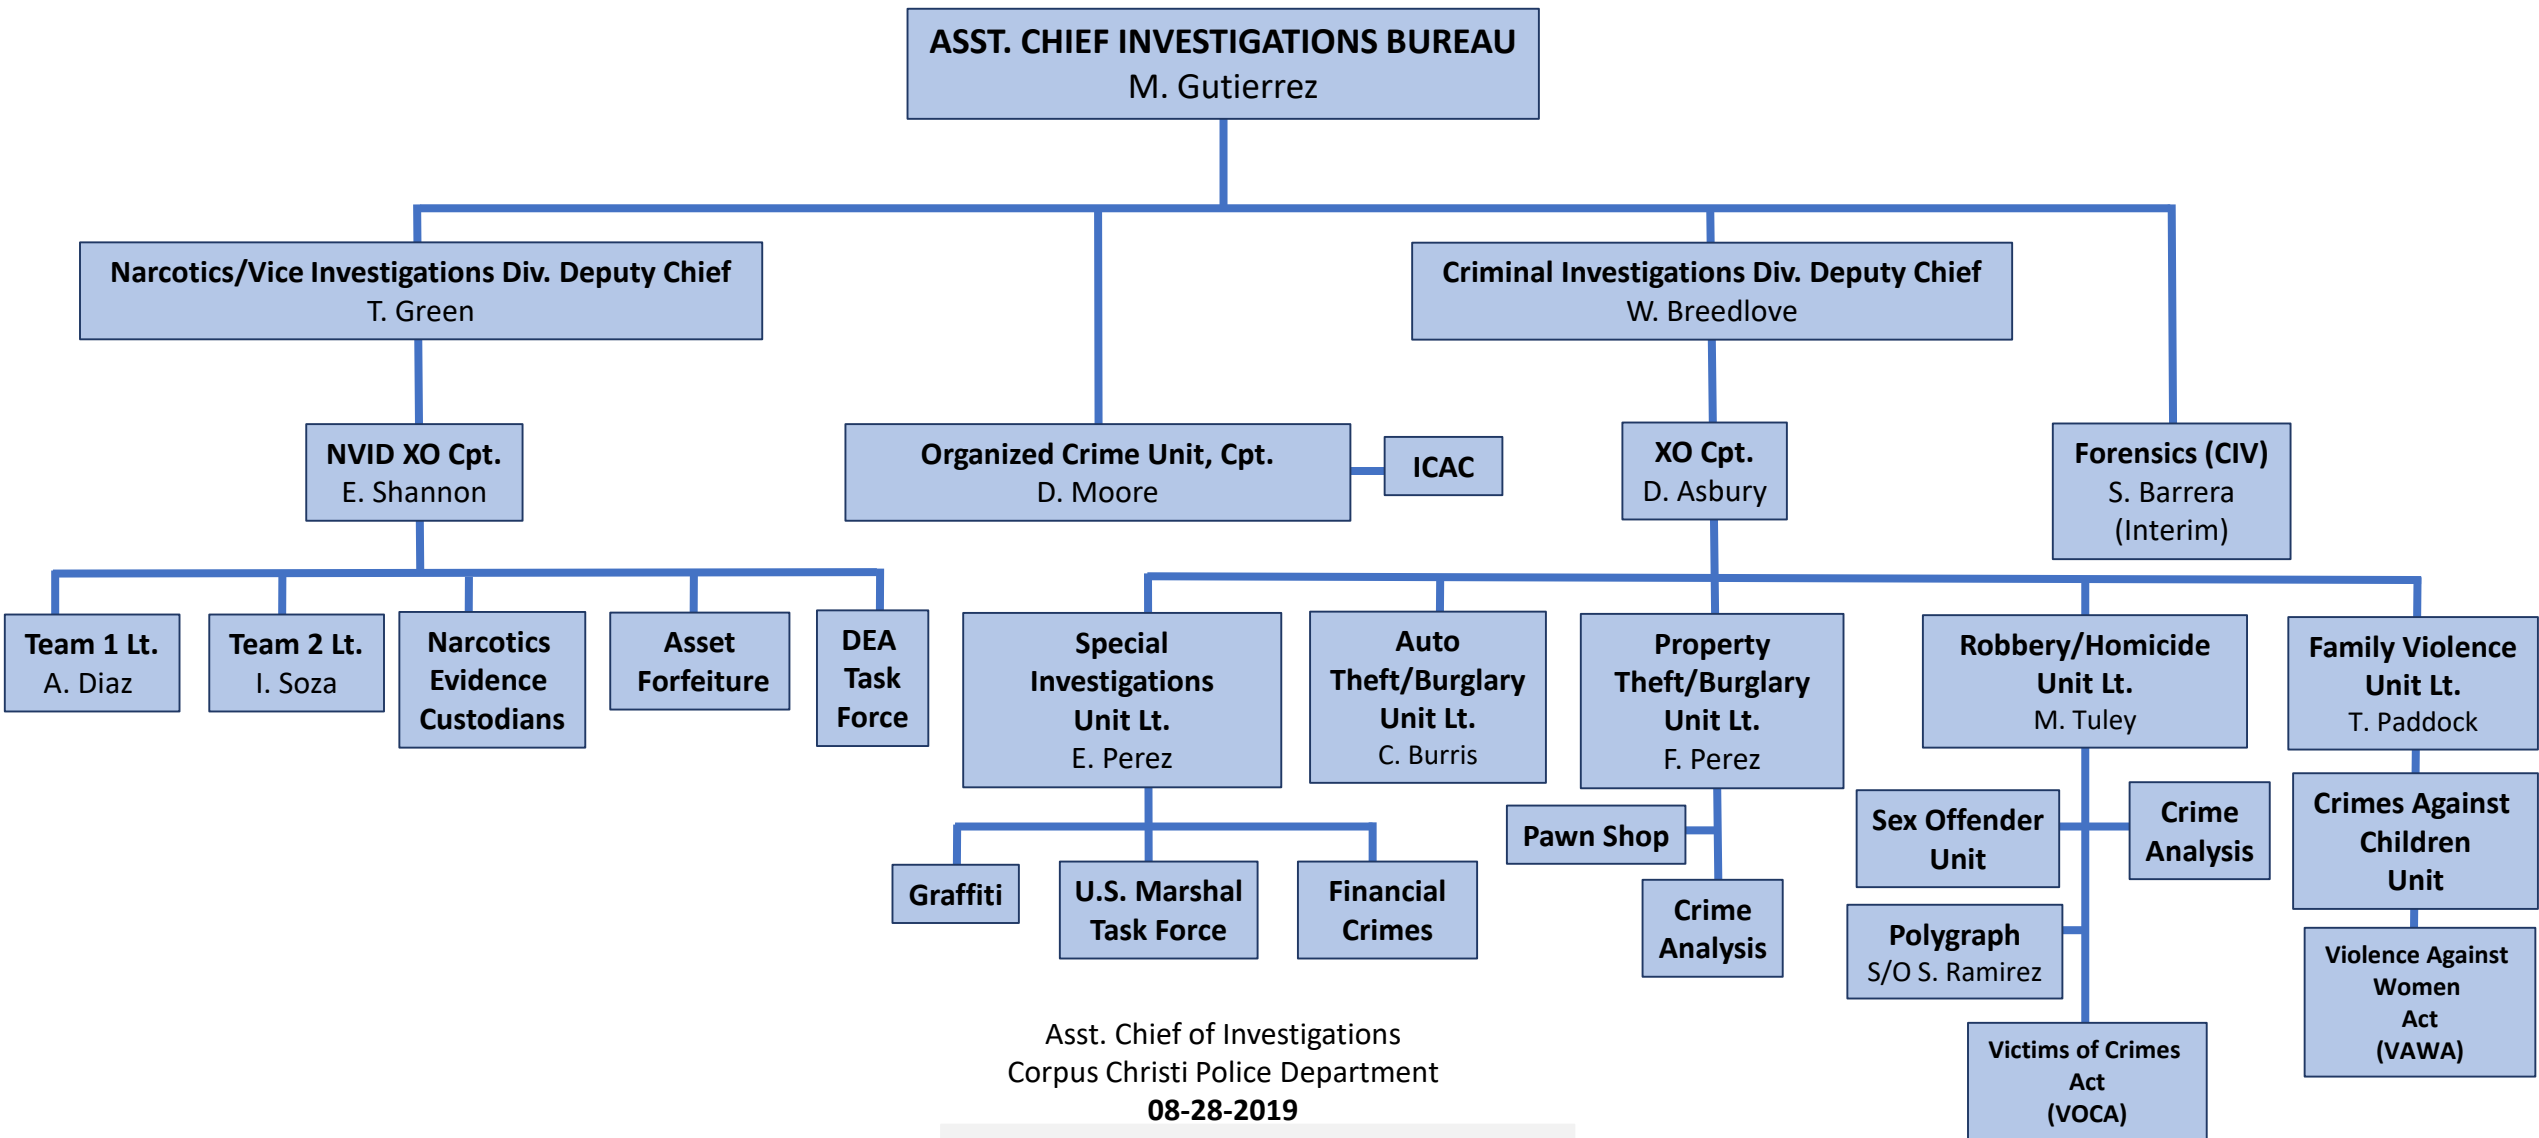 ASST. CHIEF INVESTIGATIONS BUREAU
M. Gutierrez
Narcotics/Vice Investigations Div. Deputy Chief
T. Green
Criminal Investigations Div. Deputy Chief
W. Breedlove
NVID XO Cpt.
E. Shannon
Organized Crime Unit, Cpt.
D. Moore
ICAC
XO Cpt.
D. Asbury
Forensics (CIV)
S. Barrera
(Interim)
Team 1 Lt.
A. Diaz
Team 2 Lt.
I. Soza
Narcotics
Evidence
Custodians
Asset
Forfeiture
DEA
Task
Force
Special
Investigations
Unit Lt.
E. Perez
Auto
Theft/Burglary
Unit Lt.
C. Burris
Property
Theft/Burglary
Unit Lt.
F. Perez
Robbery/Homicide
Unit Lt.
M. Tuley
Family Violence
Unit Lt.
T. Paddock
Graffiti
U.S. Marshal
Task Force
Financial
Crimes
Pawn Shop
Crime
Analysis
Sex Offender
Unit
Crime
Analysis
Polygraph
S/O S. Ramirez
Victims of Crimes
Act
(VOCA)
Crimes Against
Children
Unit
Violence Against
Women
Act
(VAWA)
Asst. Chief of Investigations
Corpus Christi Police Department
08-28-2019